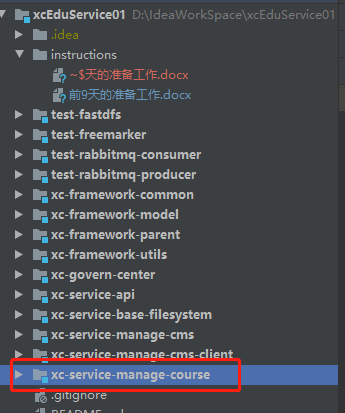 xcEduService01 D:\IdeaWorkSpace\xcEduService01
.idea
instructions
~$天的准备工作.docx
前9天的准备工作.docx
test-fastdfs
test-freemarker
test-rabbitmq-consumer
test-rabbitmq-producer
xc-framework-common
xc-framework-model
xc-framework-parent
xc-framework-utils
xc-govern-center
xc-service-api
xc-service-base-filesystem
xc-service-manage-cms
xc-service-manage-cms-client
xc-service-manage-course
.gitignore